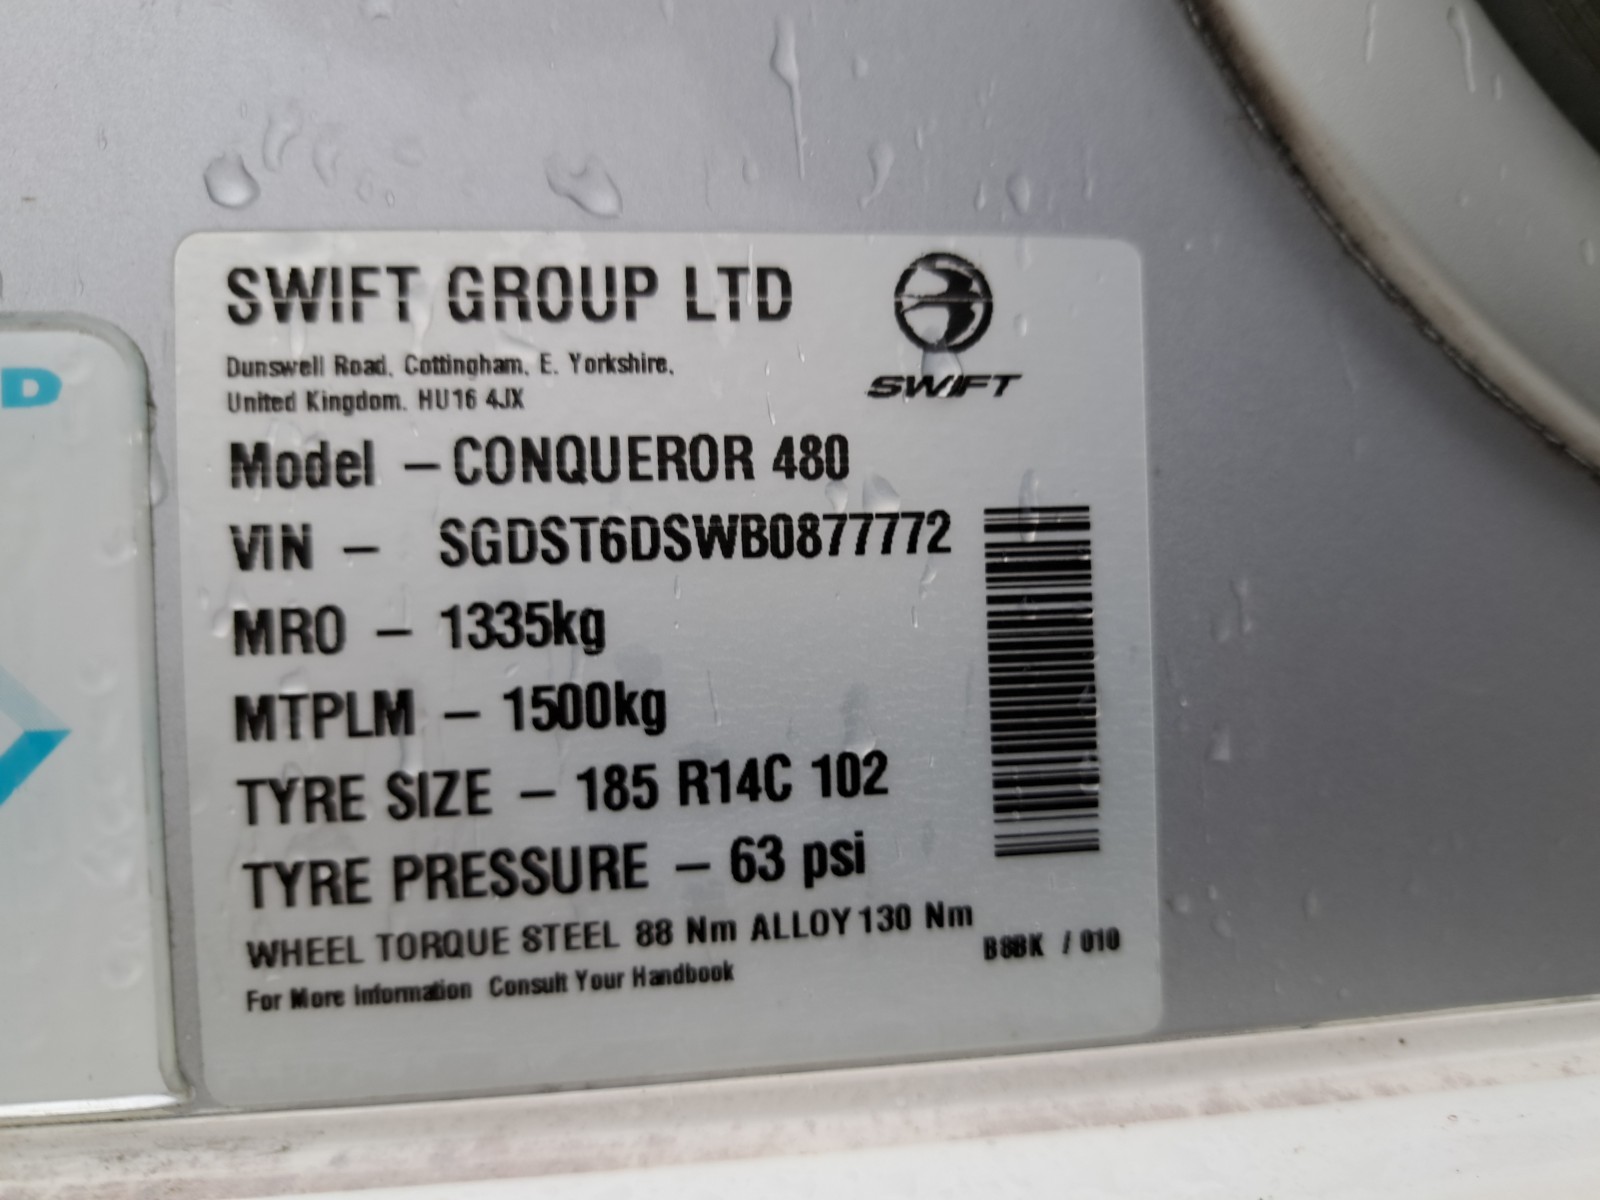 SWIFT GROUP LTD
Dunswell Road, Cottingham, E. Yorkshire,
United Kingdom. HU16 4JX
SWIFT
Model – CONQUEROR 480
VIN – SGDST6DSWB0877772
MRO – 1335kg
MTPLM – 1500kg
TYRE SIZE – 185 R14C 102
TYRE PRESSURE – 63 psi
WHEEL TORQUE STEEL 88 Nm ALLOY 130 Nm
B8BK / 010
For More Information Consult Your Handbook
D